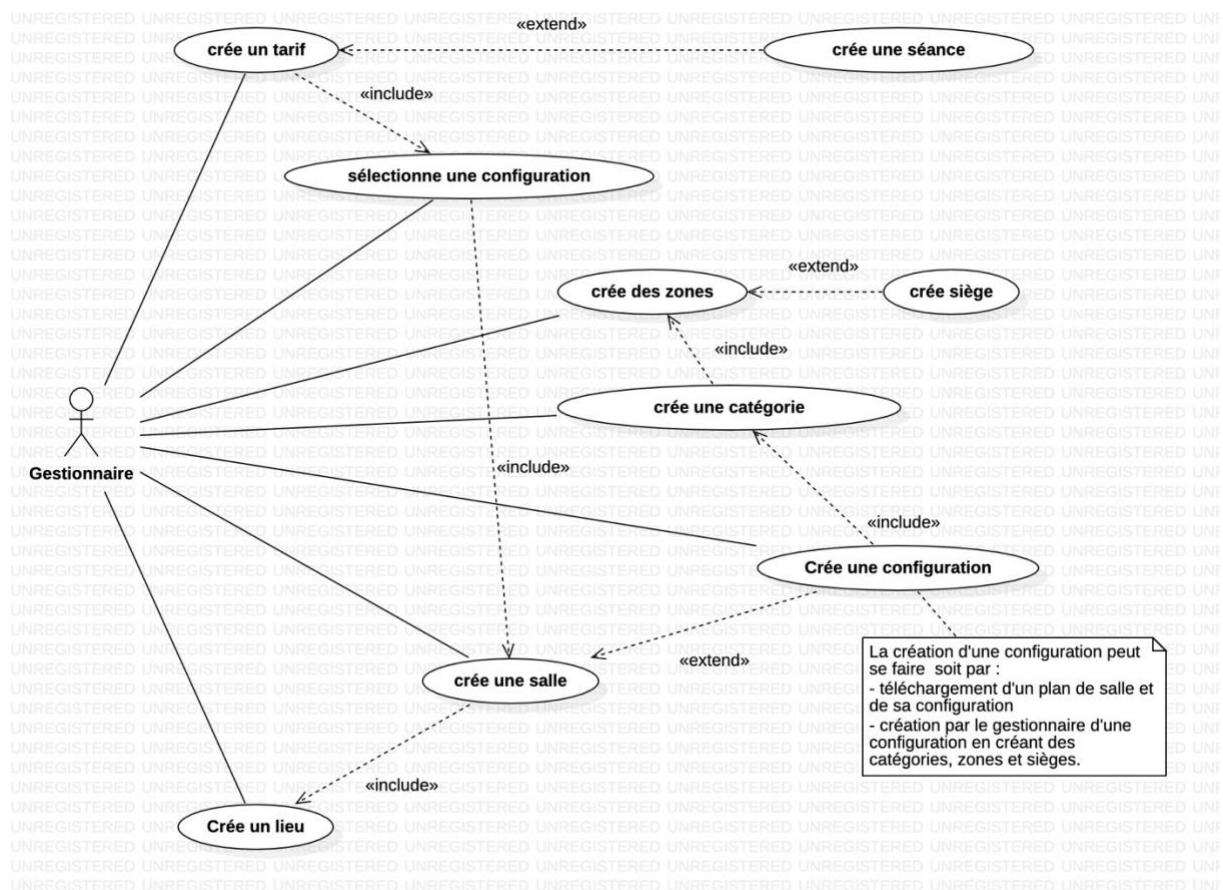 «extend»
crée un tarif
crée une séance
«include»
sélectionne une configuration
«extend»
crée des zones
crée siège
«include»
crée une catégorie
Gestionnaire
«include»
«include»
Crée une configuration
«extend»
crée une salle
La création d'une configuration peut
se faire soit par :
- téléchargement d'un plan de salle et
de sa configuration
- création par le gestionnaire d'une
configuration en créant des
catégories, zones et sièges.
«include»
Crée un lieu